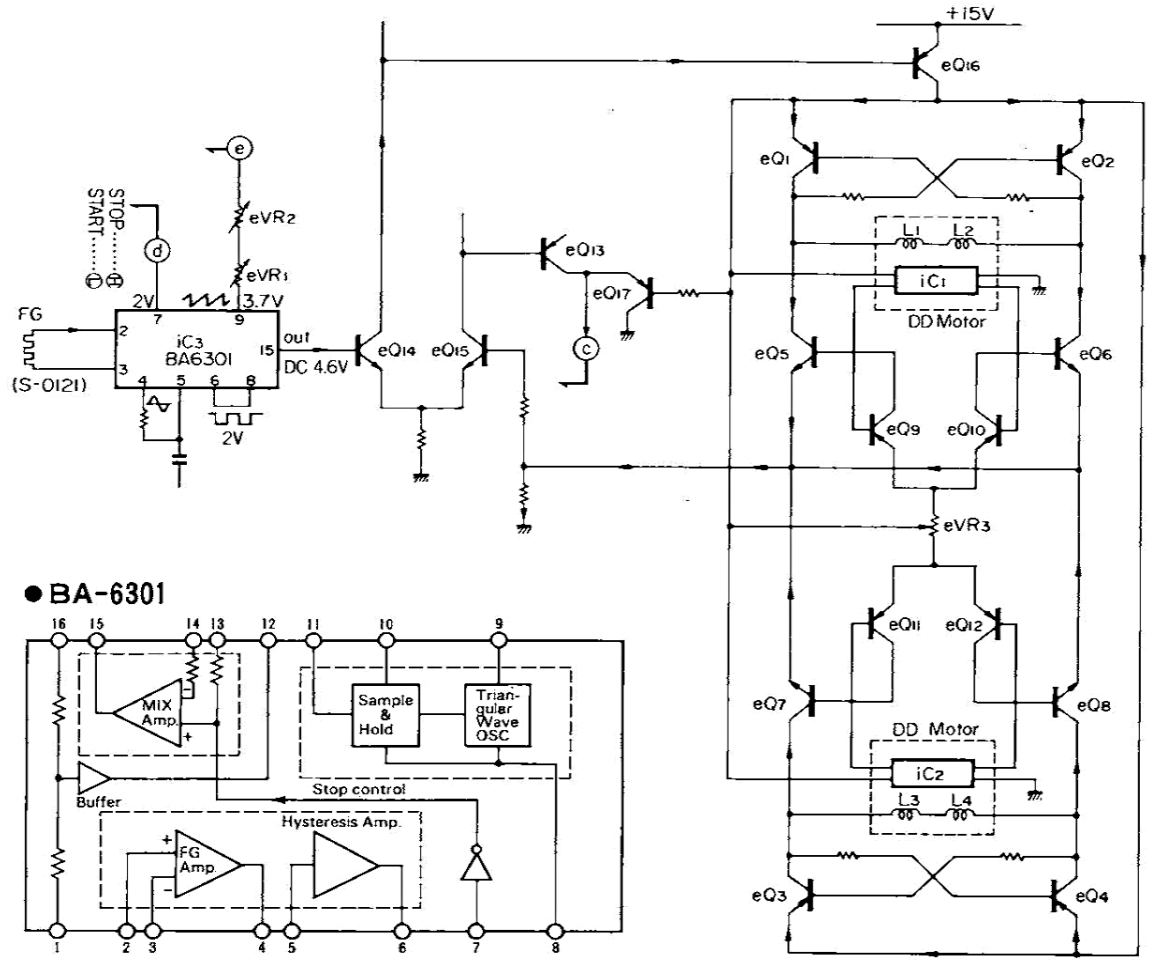 +15V
eQ16
eQ1
eQ2
L1 L2
iC1
DD Motor
eQ5
eQ6
eQ9
eQ10
eVR3
eQ11
eQ12
eQ7
eQ8
DD Motor
iC2
L3 L4
eQ3
eQ4
e
eVR2
eVR1
STOP H
START L
d
2V
3.7V
FG
(S-0121)
7
9
2
3
iC3
BA6301
15
4
5
6
8
out
DC 4.6V
2V
eQ14
eQ15
eQ13
eQ17
c
● BA-6301
16 15 14 13 12 11 10 9
MIX
Amp.
−
+
Sample
&
Hold
Trian-
gular
Wave
OSC
Buffer
Stop control
Hysteresis Amp.
+
FG
Amp.
−
1 2 3 4 5 6 7 8